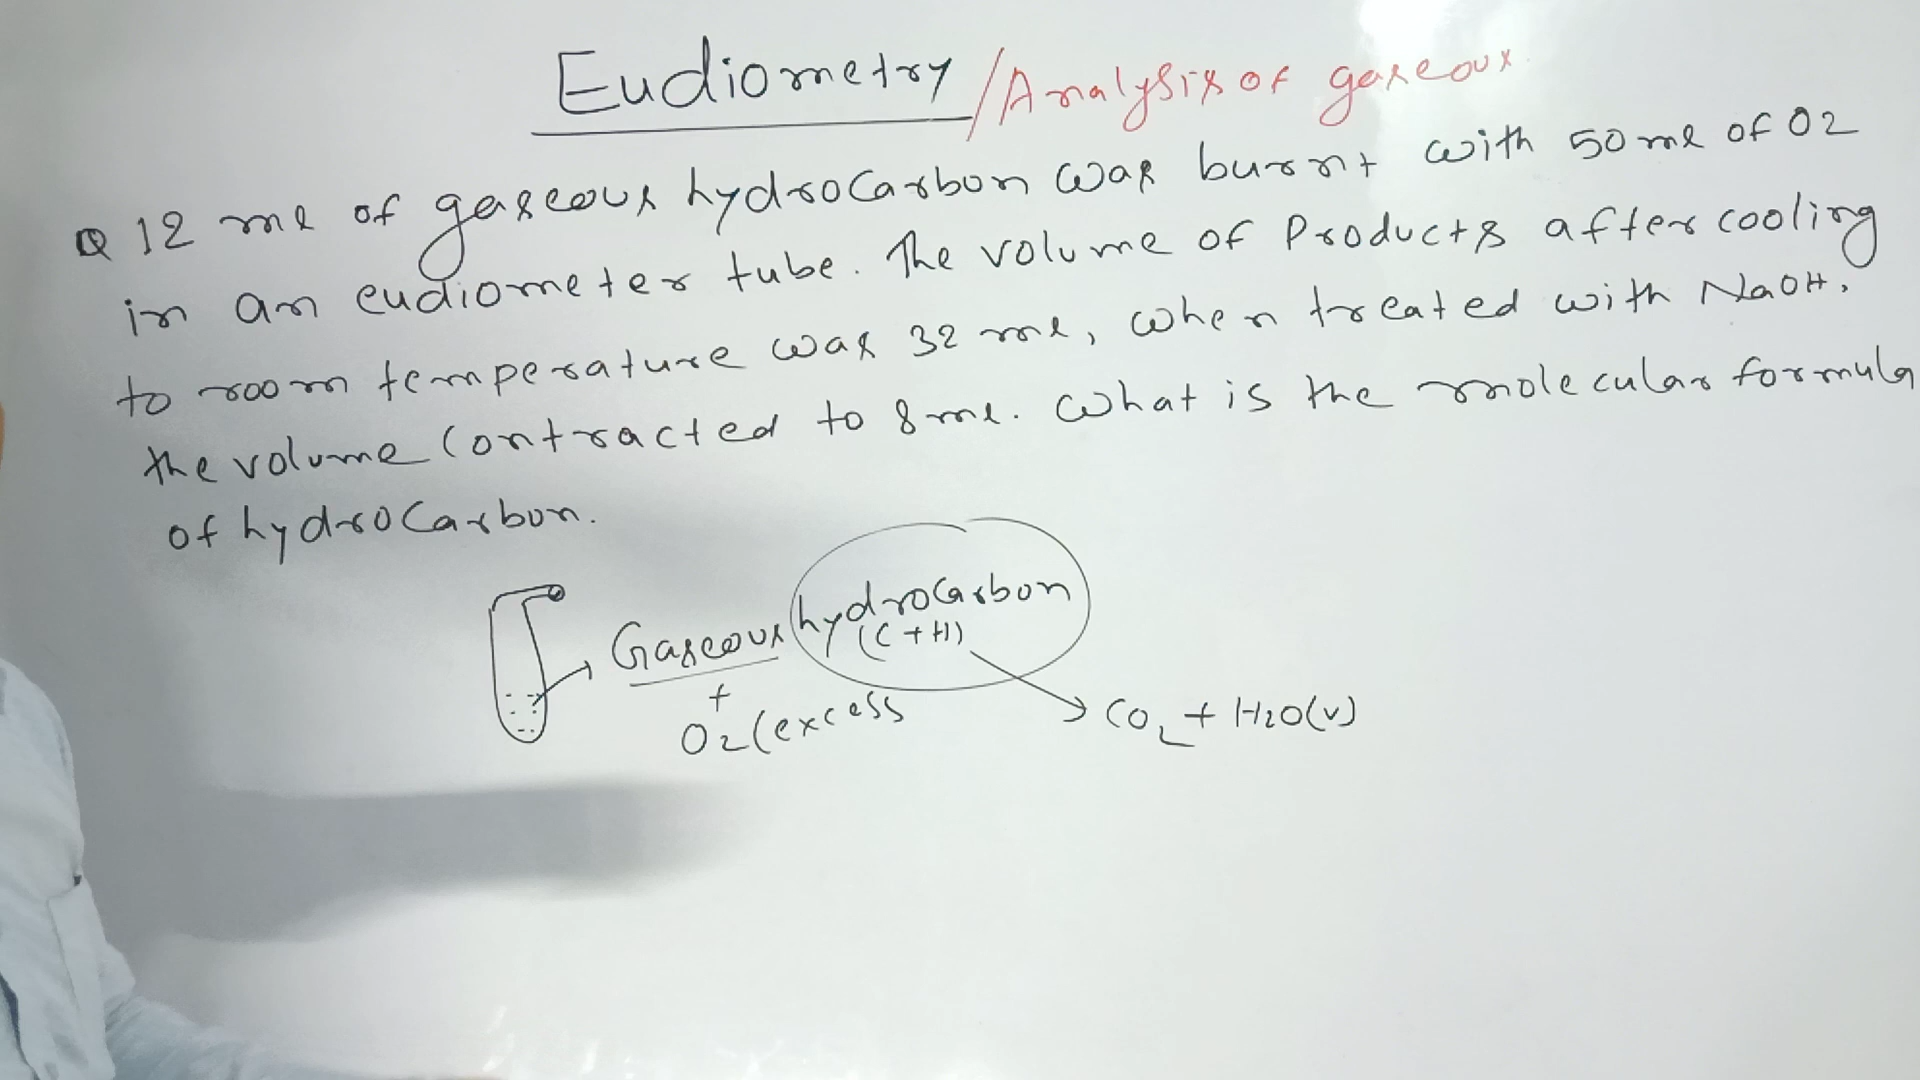 Eudiometry / Analysis of gaseous
Q 12 ml of gaseous hydrocarbon was burnt with 50 ml of O2
in an eudiometer tube. The volume of Products after cooling
to room temperature was 32 ml, when treated with NaOH,
the volume Contracted to 8 ml. What is the molecular formula
of hydrocarbon.
Gaseous hydrocarbon
(C + H)
+
O2 (excess
CO2 + H2O(v)